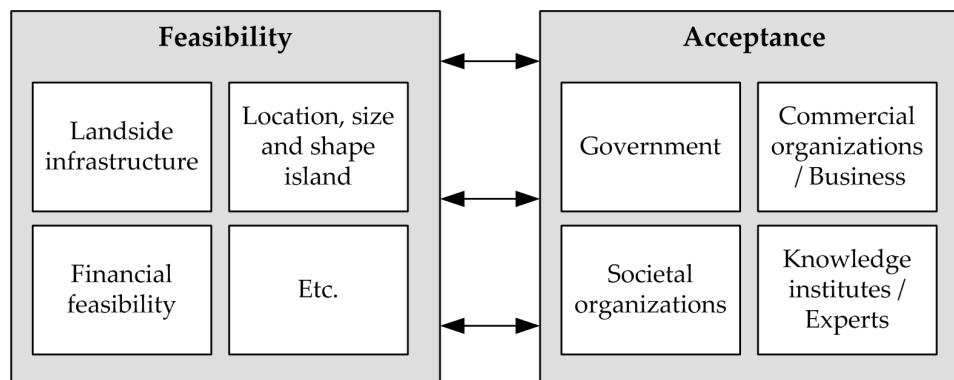 Feasibility
Landside
infrastructure
Location, size
and shape
island
Financial
feasibility
Etc.
Acceptance
Government
Commercial
organizations
/ Business
Societal
organizations
Knowledge
institutes /
Experts